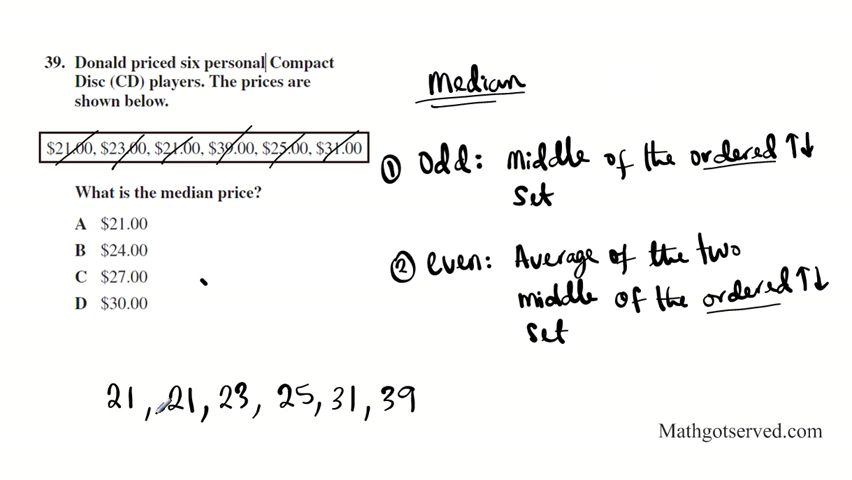 39. Donald priced six personal Compact
Disc (CD) players. The prices are
shown below.
$21.00, $23.00, $21.00, $39.00, $25.00, $31.00
What is the median price?
A $21.00
B $24.00
C $27.00
D $30.00
Median
① Odd: Middle of the ordered ↑↓
Set
② even: Average of the two
middle of the ordered ↑↓
Set
21, 21, 23, 25, 31, 39
Mathgotserved.com